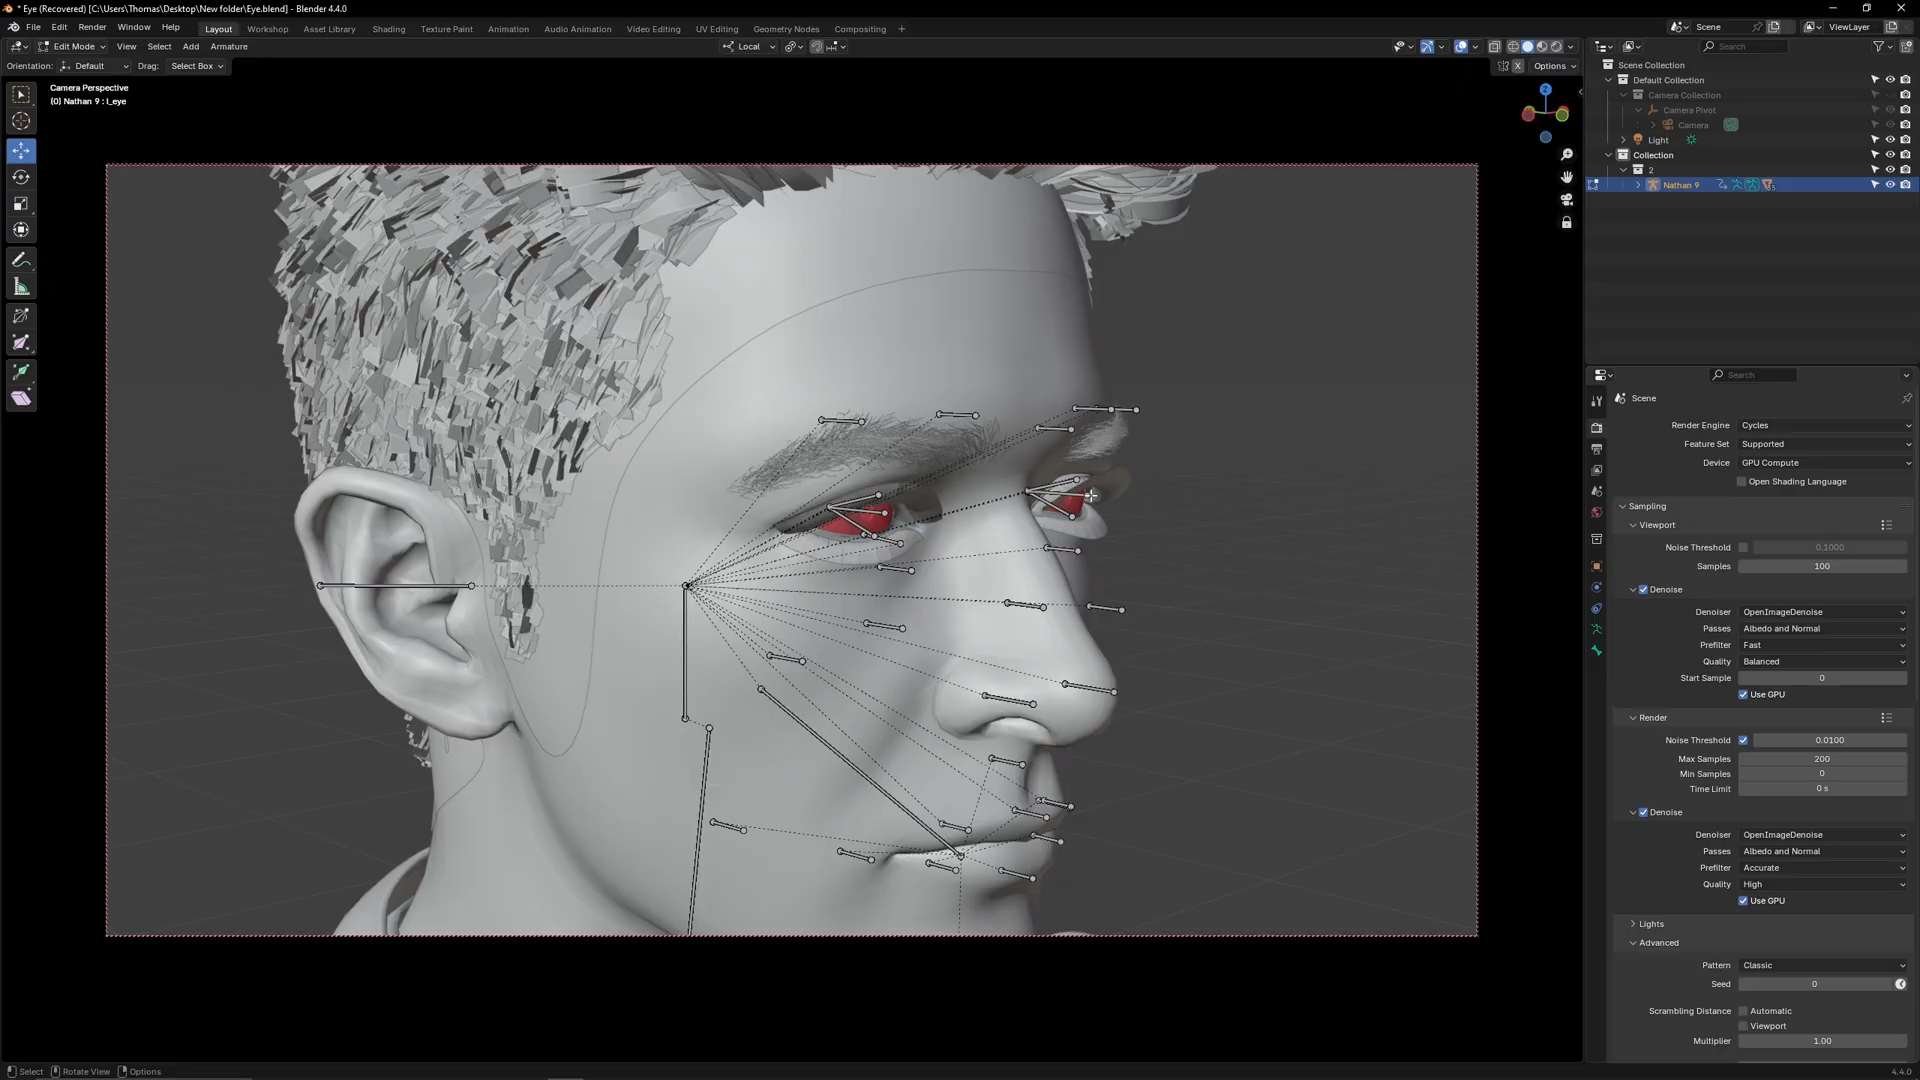 * Eye (Recovered) [C:\Users\Thomas\Desktop\New folder\Eye.blend] - Blender 4.4.0
File Edit Render Window Help Layout Workshop Asset Library Shading Texture Paint Animation Audio Animation Video Editing UV Editing Geometry Nodes Compositing + Scene ViewLayer
Edit Mode View Select Add Armature Local Search
Orientation: Default Drag: Select Box X Options Scene Collection
Camera Perspective
(0) Nathan 9 : l_eye
Z
Default Collection
Camera Collection
Camera Pivot
Camera
Light
Collection
2
Nathan 9
Search
Scene
Render Engine Cycles
Feature Set Supported
Device GPU Compute
Open Shading Language
Sampling
Viewport
Noise Threshold 0.1000
Samples 100
Denoise
Denoiser OpenImageDenoise
Passes Albedo and Normal
Prefilter Fast
Quality Balanced
Start Sample 0
Use GPU
Render
Noise Threshold 0.0100
Max Samples 200
Min Samples 0
Time Limit 0 s
Denoise
Denoiser OpenImageDenoise
Passes Albedo and Normal
Prefilter Accurate
Quality High
Use GPU
Lights
Advanced
Pattern Classic
Seed 0
Scrambling Distance Automatic
Viewport
Multiplier 1.00
Select Rotate View Options 4.4.0